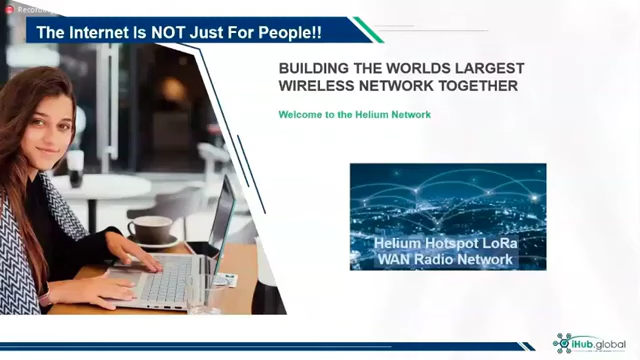 Recording
The Internet Is NOT Just For People!!
BUILDING THE WORLDS LARGEST
WIRELESS NETWORK TOGETHER
Welcome to the Helium Network
Helium Hotspot LoRa
WAN Radio Network
iHub.global